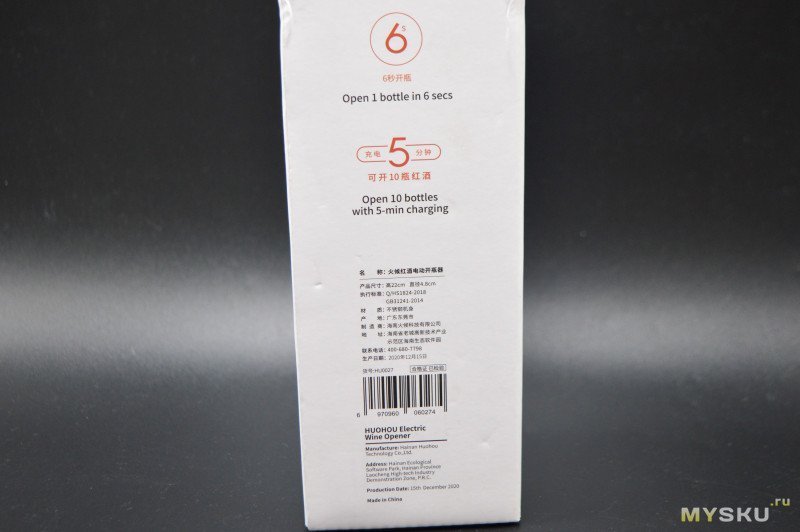 6s
6秒开瓶
Open 1 bottle in 6 secs
充电 5 分钟
可开10瓶红酒
Open 10 bottles
with 5-min charging
名 称: 火候红酒电动开瓶器
产品尺寸: 高22cm 直径4.8cm
执行标准: Q/HS1824-2018
GB31241-2014
材 质: 不锈钢机身
产 地: 广东东莞市
制 造 商: 海南火候科技有限公司
地 址: 海南省老城高新技术产业
示范区海南生态软件园
联系电话: 400-680-7798
生产日期: 2020年12月15日
货号:HU0027 合格证 已检验
6 970960 060274
HUOHOU Electric
Wine Opener
Manufacture: Hainan Huohou
Technology Co.,Ltd.
Address: Hainan Ecological
Software Park, Hainan Province
Laocheng High-tech Industry
Demonstration Zone, P.R.C.
Production Date: 15th December 2020
Made in China
MYSKU.ru